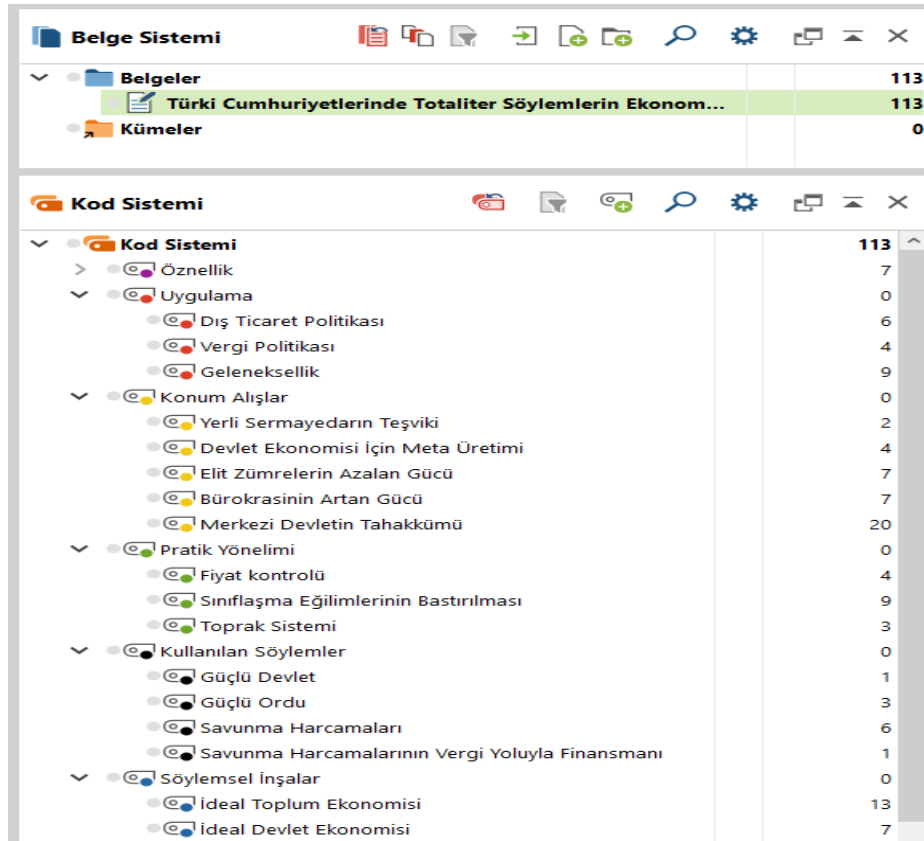 Belge Sistemi
Belgeler 113
Türki Cumhuriyetlerinde Totaliter Söylemlerin Ekonom... 113
Kümeler 0
Kod Sistemi
Kod Sistemi 113
Öznellik 7
Uygulama 0
Dış Ticaret Politikası 6
Vergi Politikası 4
Geleneksellik 9
Konum Alışlar 0
Yerli Sermayedarın Teşviki 2
Devlet Ekonomisi İçin Meta Üretimi 4
Elit Zümrelerin Azalan Gücü 7
Bürokrasinin Artan Gücü 7
Merkezi Devletin Tahakkümü 20
Pratik Yönelimi 0
Fiyat kontrolü 4
Sınıflaşma Eğilimlerinin Bastırılması 9
Toprak Sistemi 3
Kullanılan Söylemler 0
Güçlü Devlet 1
Güçlü Ordu 3
Savunma Harcamaları 6
Savunma Harcamalarının Vergi Yoluyla Finansmanı 1
Söylemsel İnşalar 0
İdeal Toplum Ekonomisi 13
İdeal Devlet Ekonomisi 7